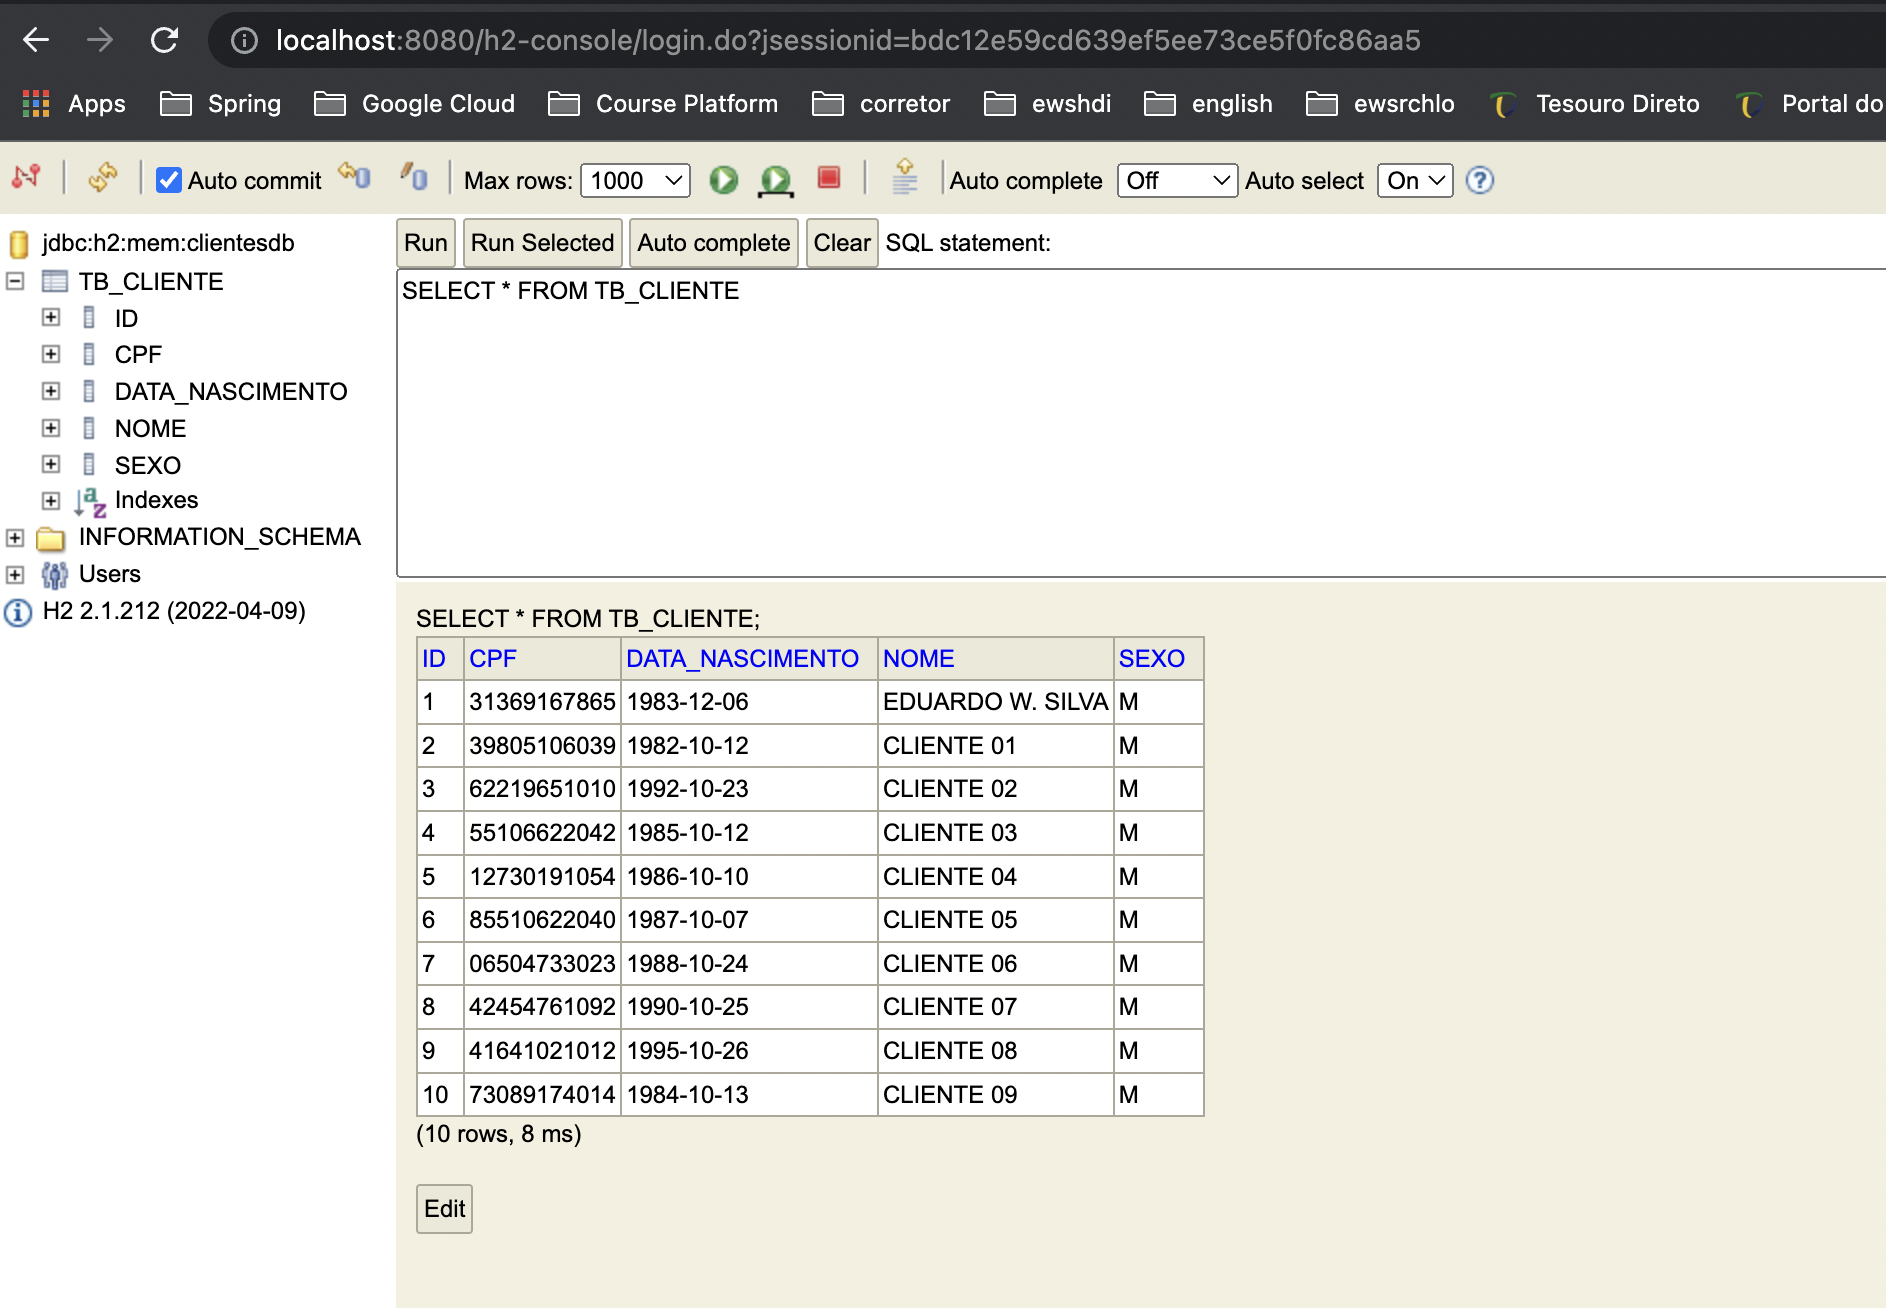 localhost:8080/h2-console/login.do?jsessionid=bdc12e59cd639ef5ee73ce5f0fc86aa5
Apps Spring Google Cloud Course Platform corretor ewshdi english ewsrchlo Tesouro Direto Portal do
Auto commit Max rows: 1000 Auto complete Off Auto select On
jdbc:h2:mem:clientesdb
TB_CLIENTE
ID
CPF
DATA_NASCIMENTO
NOME
SEXO
Indexes
INFORMATION_SCHEMA
Users
H2 2.1.212 (2022-04-09)
Run Run Selected Auto complete Clear SQL statement:
SELECT * FROM TB_CLIENTE
SELECT * FROM TB_CLIENTE;
ID CPF DATA_NASCIMENTO NOME SEXO
1 31369167865 1983-12-06 EDUARDO W. SILVA M
2 39805106039 1982-10-12 CLIENTE 01 M
3 62219651010 1992-10-23 CLIENTE 02 M
4 55106622042 1985-10-12 CLIENTE 03 M
5 12730191054 1986-10-10 CLIENTE 04 M
6 85510622040 1987-10-07 CLIENTE 05 M
7 06504733023 1988-10-24 CLIENTE 06 M
8 42454761092 1990-10-25 CLIENTE 07 M
9 41641021012 1995-10-26 CLIENTE 08 M
10 73089174014 1984-10-13 CLIENTE 09 M
(10 rows, 8 ms)
Edit